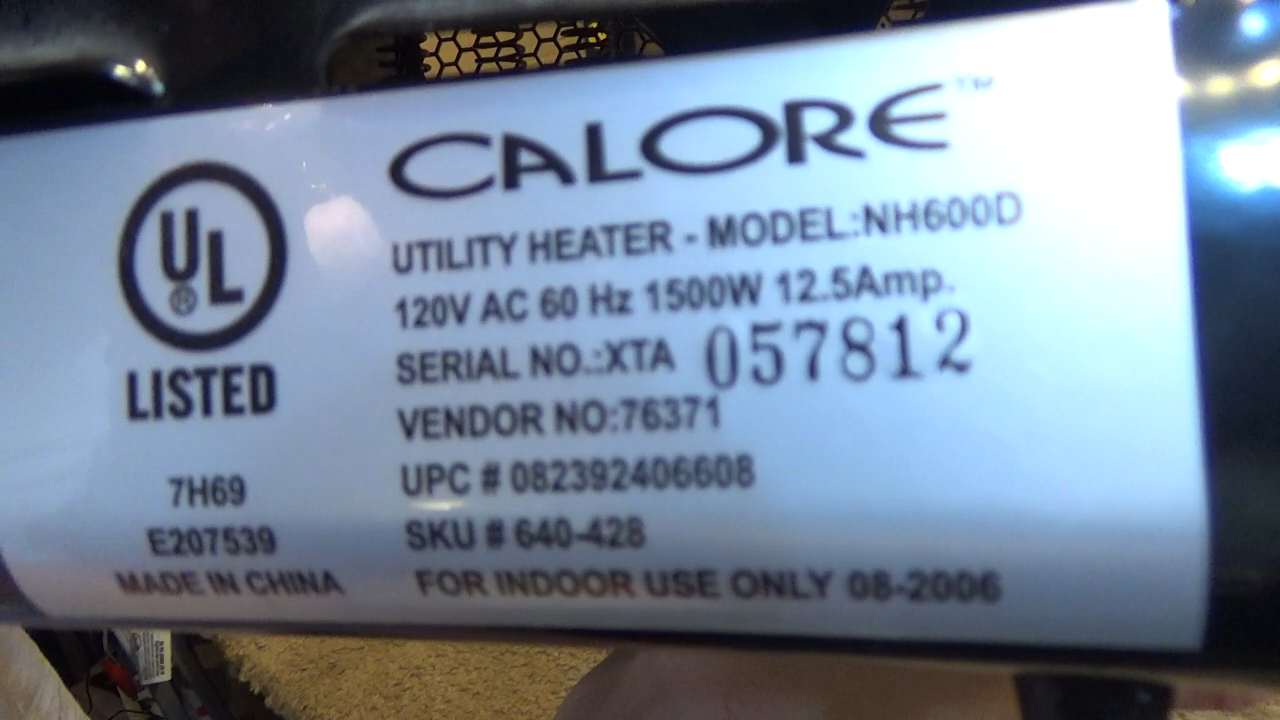 CALORE™
UL®
LISTED
UTILITY HEATER - MODEL:NH600D
120V AC 60 Hz 1500W 12.5Amp.
SERIAL NO.:XTA 057812
VENDOR NO:76371
UPC # 082392406608
SKU # 640-428
FOR INDOOR USE ONLY 08-2006
7H69
E207539
MADE IN CHINA